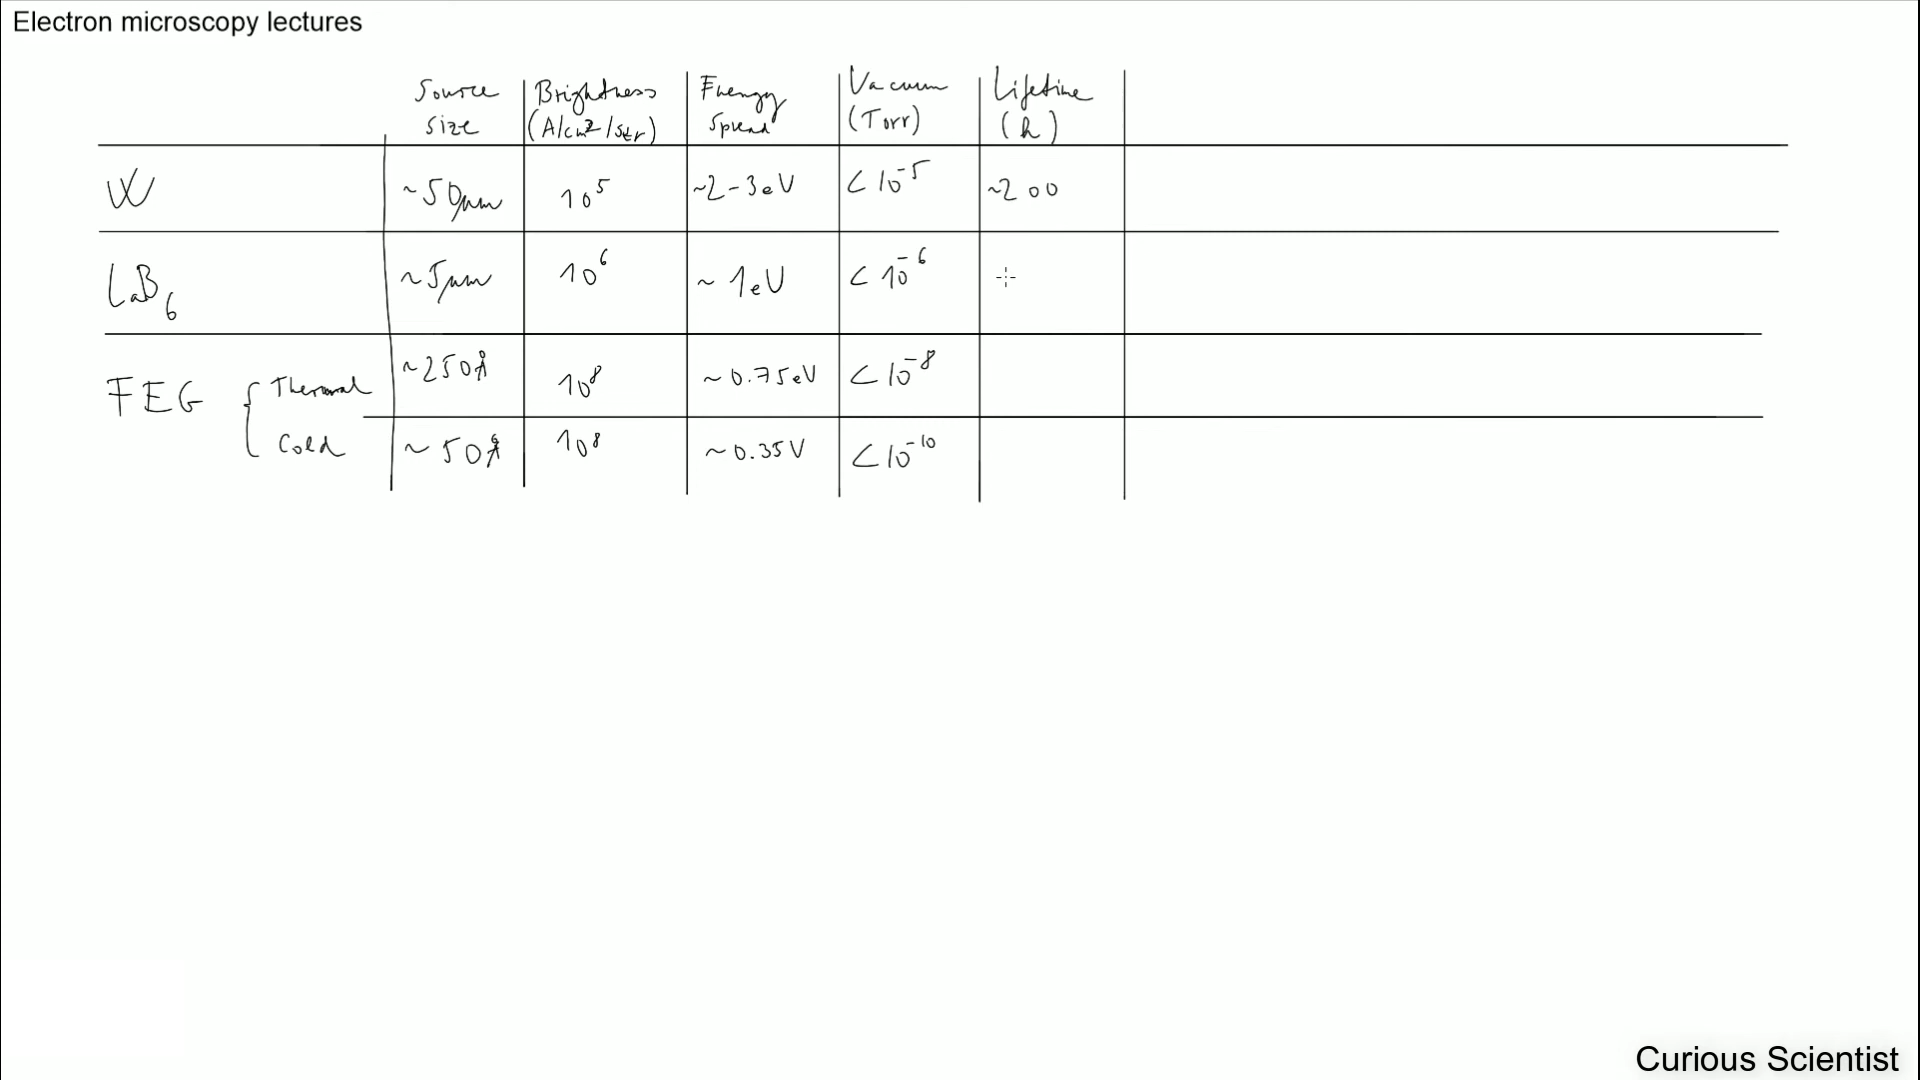 Electron microscopy lectures
Source size Brightness (A/cm²/str) Energy Spread Vacuum (Torr) Lifetime (h)
W ~50μm 10⁵ ~2-3eV <10⁻⁵ ~200
LaB₆ ~5μm 10⁶ ~1eV <10⁻⁶
FEG { Thermal ~250Å 10⁸ ~0.75eV <10⁻⁸
Cold ~50Å 10⁸ ~0.35V <10⁻¹⁰
Curious Scientist